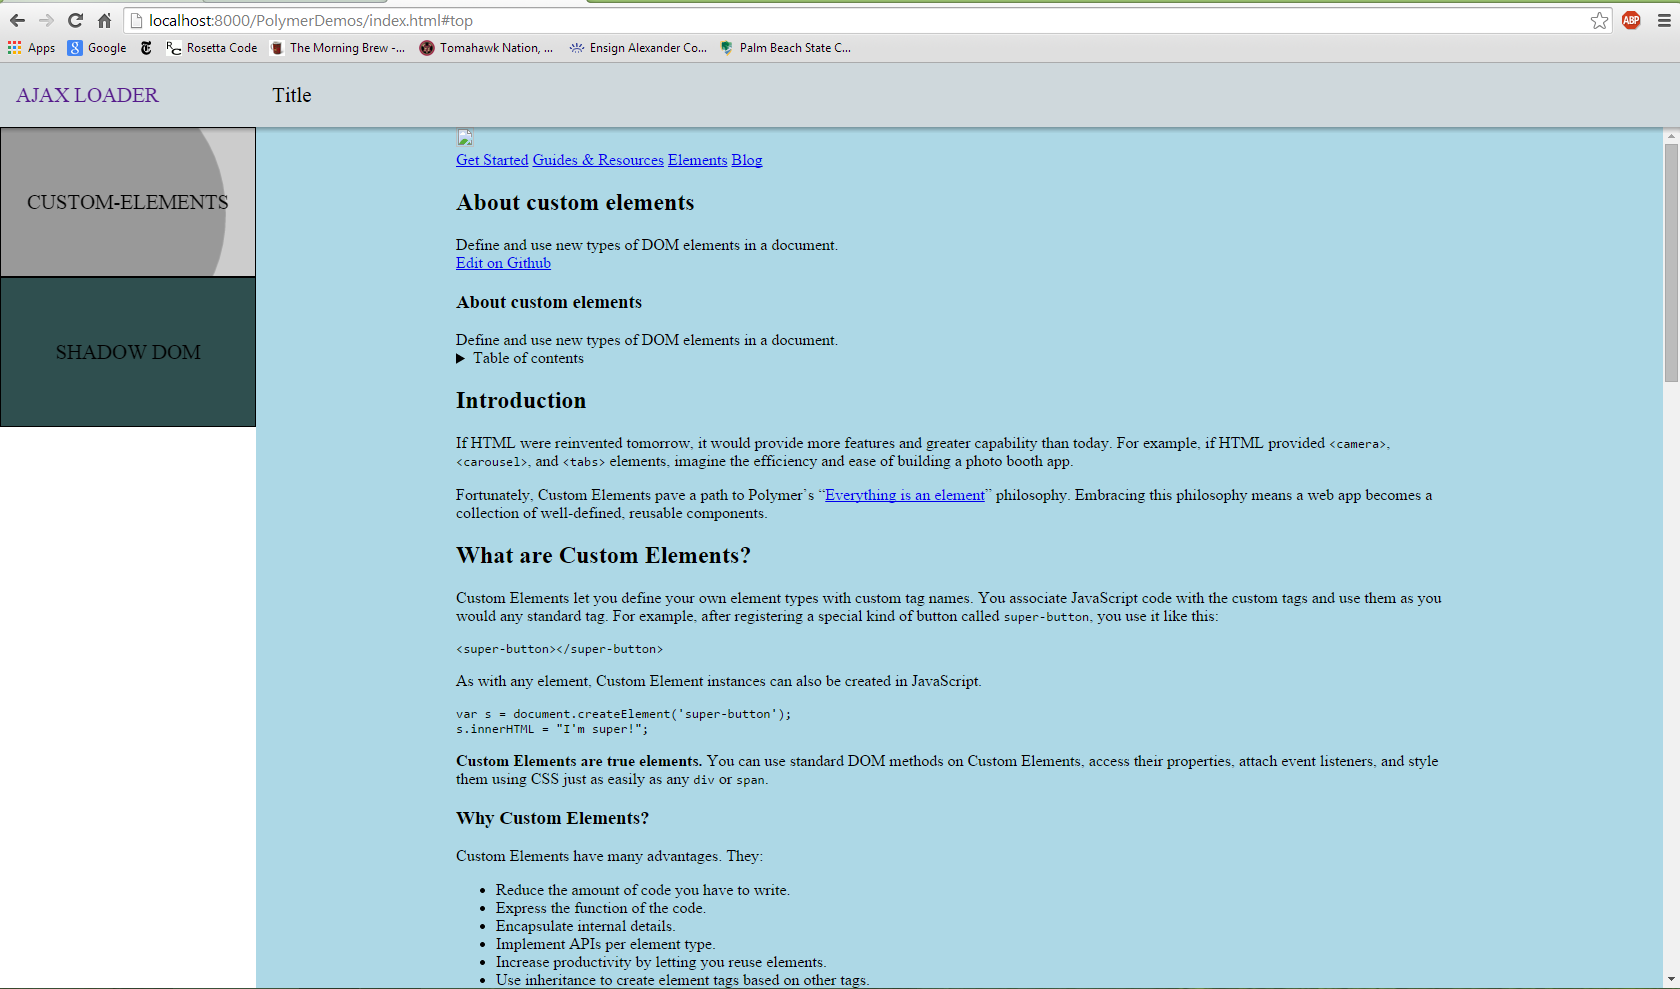 localhost:8000/PolymerDemos/index.html#top
ABP
Apps Google Rosetta Code The Morning Brew -... Tomahawk Nation, ... Ensign Alexander Co... Palm Beach State C...
AJAX LOADER Title
CUSTOM-ELEMENTS
SHADOW DOM
Get Started Guides & Resources Elements Blog
About custom elements
Define and use new types of DOM elements in a document.
Edit on Github
About custom elements
Define and use new types of DOM elements in a document.
Table of contents
Introduction
If HTML were reinvented tomorrow, it would provide more features and greater capability than today. For example, if HTML provided <camera>,
<carousel>, and <tabs> elements, imagine the efficiency and ease of building a photo booth app.
Fortunately, Custom Elements pave a path to Polymer’s “Everything is an element” philosophy. Embracing this philosophy means a web app becomes a
collection of well-defined, reusable components.
What are Custom Elements?
Custom Elements let you define your own element types with custom tag names. You associate JavaScript code with the custom tags and use them as you
would any standard tag. For example, after registering a special kind of button called super-button, you use it like this:
<super-button></super-button>
As with any element, Custom Element instances can also be created in JavaScript.
var s = document.createElement('super-button');
s.innerHTML = "I'm super!";
Custom Elements are true elements. You can use standard DOM methods on Custom Elements, access their properties, attach event listeners, and style
them using CSS just as easily as any div or span.
Why Custom Elements?
Custom Elements have many advantages. They:
• Reduce the amount of code you have to write.
• Express the function of the code.
• Encapsulate internal details.
• Implement APIs per element type.
• Increase productivity by letting you reuse elements.
• Use inheritance to create element tags based on other tags.